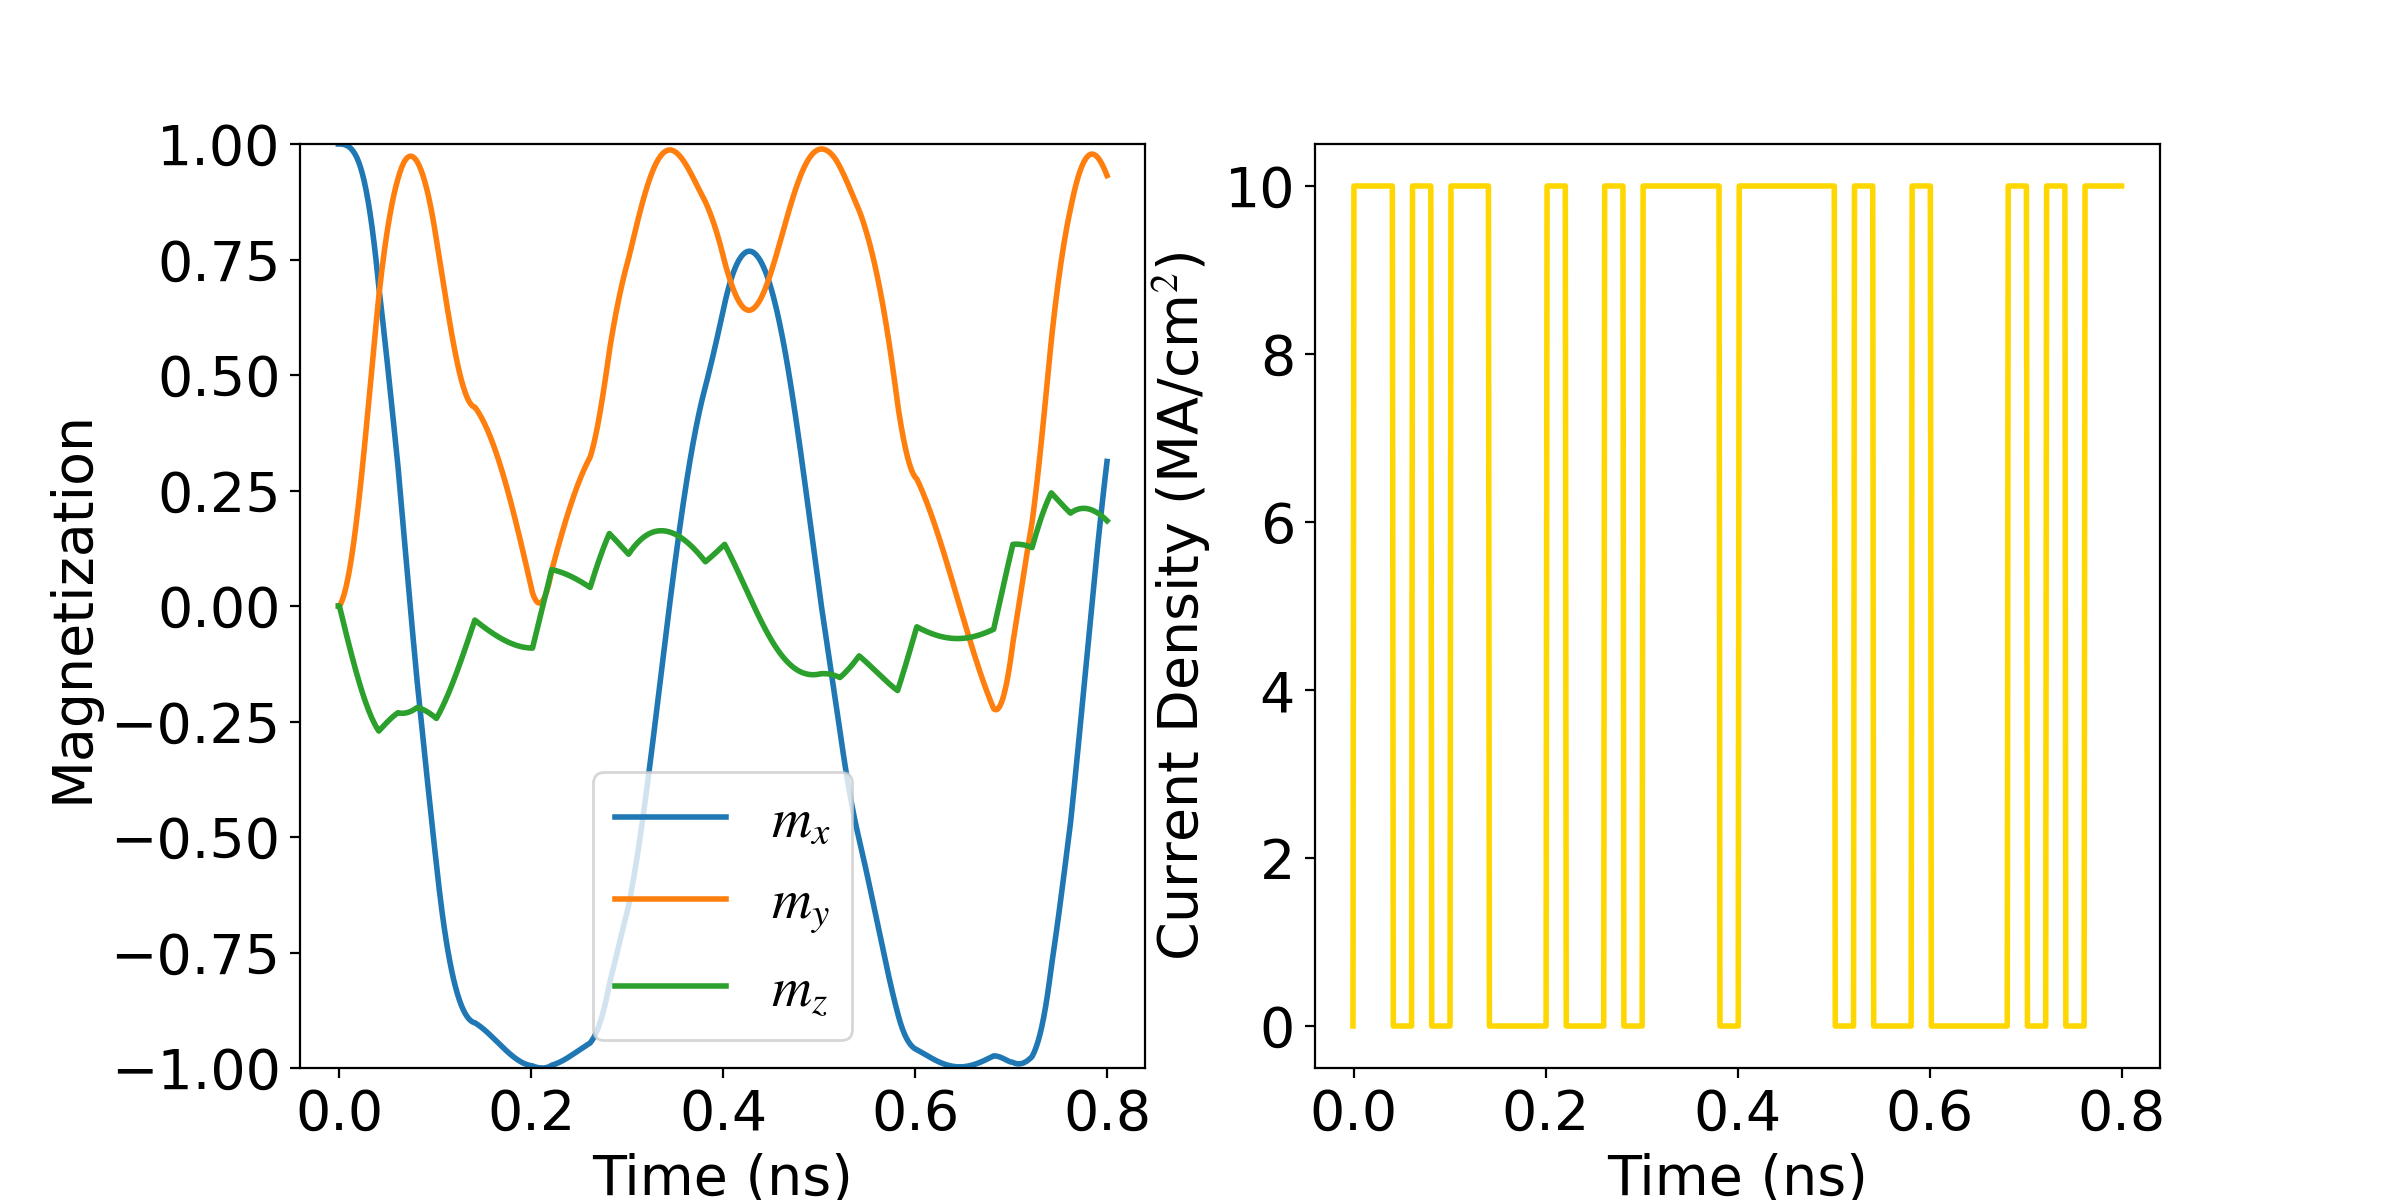 Magnetization
1.00
0.75
0.50
0.25
0.00
−0.25
−0.50
−0.75
−1.00
0.0 0.2 0.4 0.6 0.8
Time (ns)
m_x
m_y
m_z
Current Density (MA/cm²)
10
8
6
4
2
0
0.0 0.2 0.4 0.6 0.8
Time (ns)